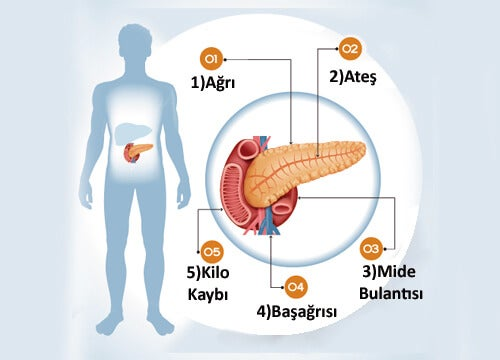 01
1)Ağrı
02
2)Ateş
03
3)Mide
Bulantısı
04
4)Başağrısı
05
5)Kilo
Kaybı